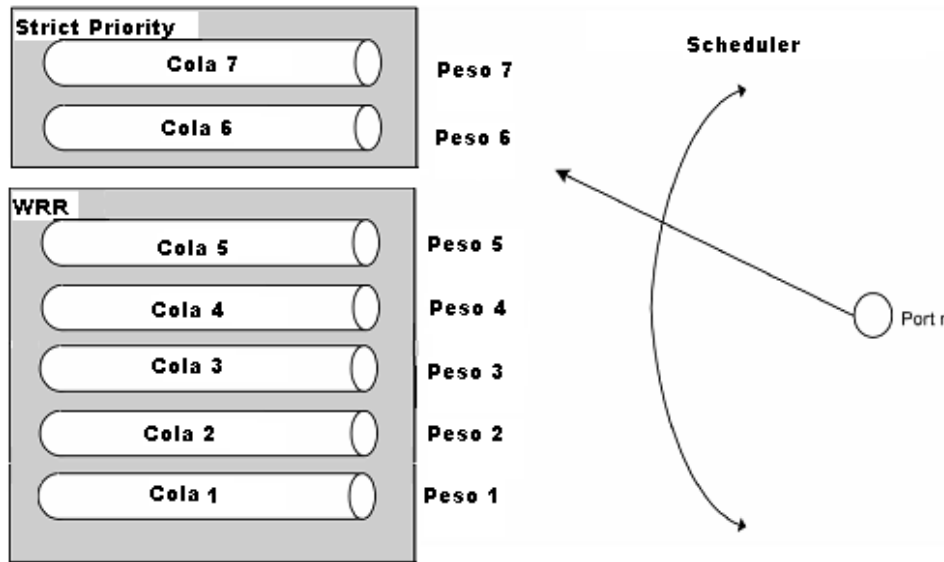 Strict Priority
Cola 7
Peso 7
Cola 6
Peso 6
Scheduler
WRR
Cola 5
Peso 5
Cola 4
Peso 4
Cola 3
Peso 3
Cola 2
Peso 2
Cola 1
Peso 1
Port